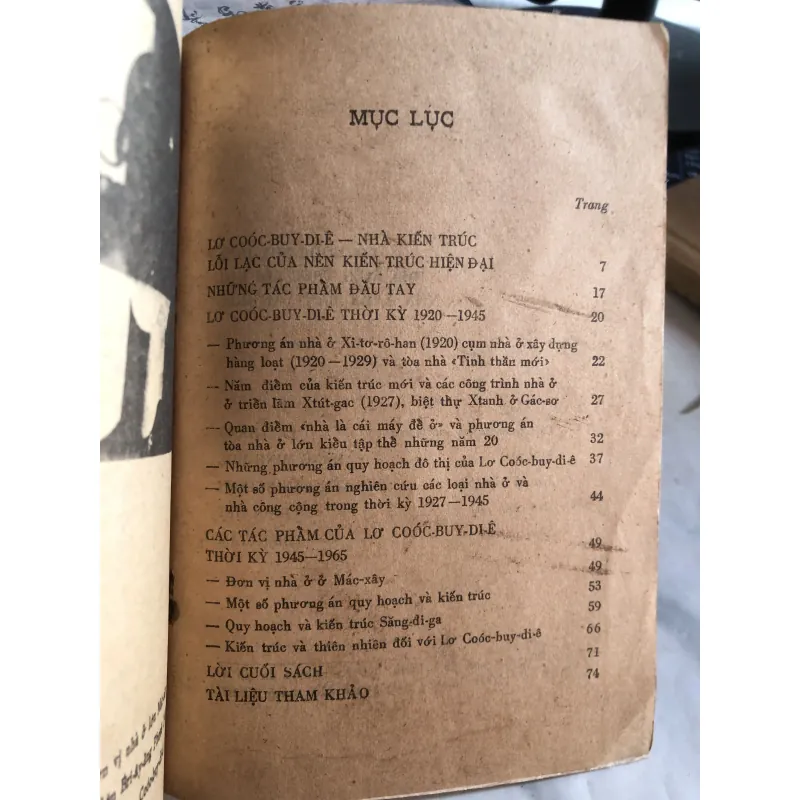 MỤC LỤC
Trang
LƠ COÓC-BUY-DI-Ê — NHÀ KIẾN TRÚC
LỖI LẠC CỦA NỀN KIẾN TRÚC HIỆN ĐẠI 7
NHỮNG TÁC PHẨM ĐẦU TAY 17
LƠ COÓC-BUY-DI-Ê THỜI KỲ 1920—1945 20
— Phương án nhà ở Xi-tơ-rô-han (1920) cụm nhà ở xây dựng
hàng loạt (1920—1929) và tòa nhà «Tinh thần mới» 22
— Năm điểm của kiến trúc mới và các công trình nhà ở
ở triển lãm Xtút-gac (1927), biệt thự Xtanh ở Gác-sơ 27
— Quan điểm «nhà là cái máy để ở» và phương án
tòa nhà ở lớn kiểu tập thể những năm 20 32
— Những phương án quy hoạch đô thị của Lơ Coóc-buy-di-ê 37
— Một số phương án nghiên cứu các loại nhà ở và
nhà công cộng trong thời kỳ 1927—1945 44
CÁC TÁC PHẨM CỦA LƠ COÓC-BUY-DI-Ê
THỜI KỲ 1945—1965 49
— Đơn vị nhà ở ở Mác-xây 49
— Một số phương án quy hoạch và kiến trúc 53
— Quy hoạch và kiến trúc Săng-đi-ga 59
— Kiến trúc và thiên nhiên đối với Lơ Coóc-buy-di-ê 66
LỜI CUỐI SÁCH 71
TÀI LIỆU THAM KHẢO 74
vị nhà ở lớn